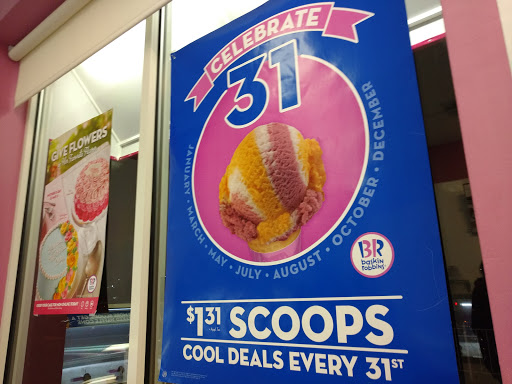 CELEBRATE
31
JANUARY • MARCH • MAY • JULY • AUGUST • OCTOBER • DECEMBER
BR
baskin
robbins
$1.31 SCOOPS
COOL DEALS EVERY 31ST
GIVE FLOWERS